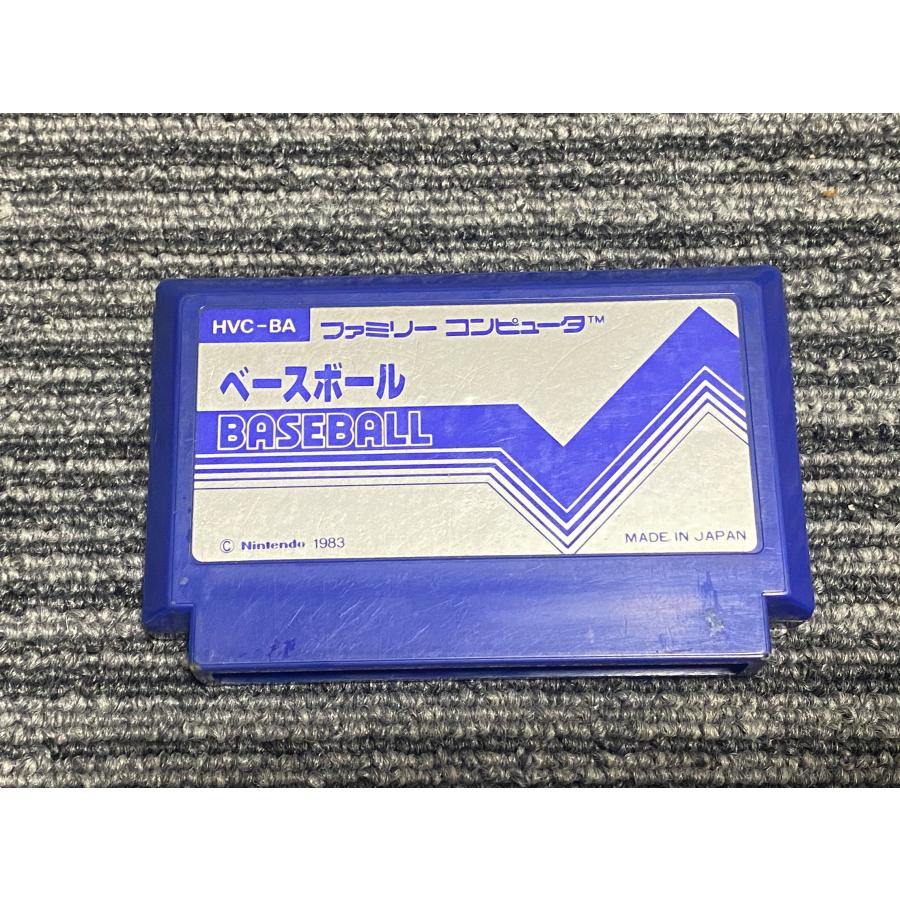 HVC-BA ファミリー コンピュータ™
ベースボール
BASEBALL
© Nintendo 1983
MADE IN JAPAN